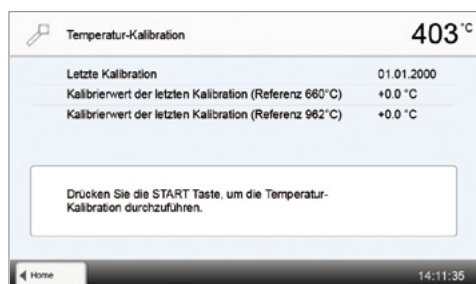 Temperatur-Kalibration 403 °C
Letzte Kalibration 01.01.2000
Kalibrierwert der letzten Kalibration (Referenz 660°C) +0.0 °C
Kalibrierwert der letzten Kalibration (Referenz 962°C) +0.0 °C
Drücken Sie die START Taste, um die Temperatur-
Kalibration durchzuführen.
Home 14:11:35